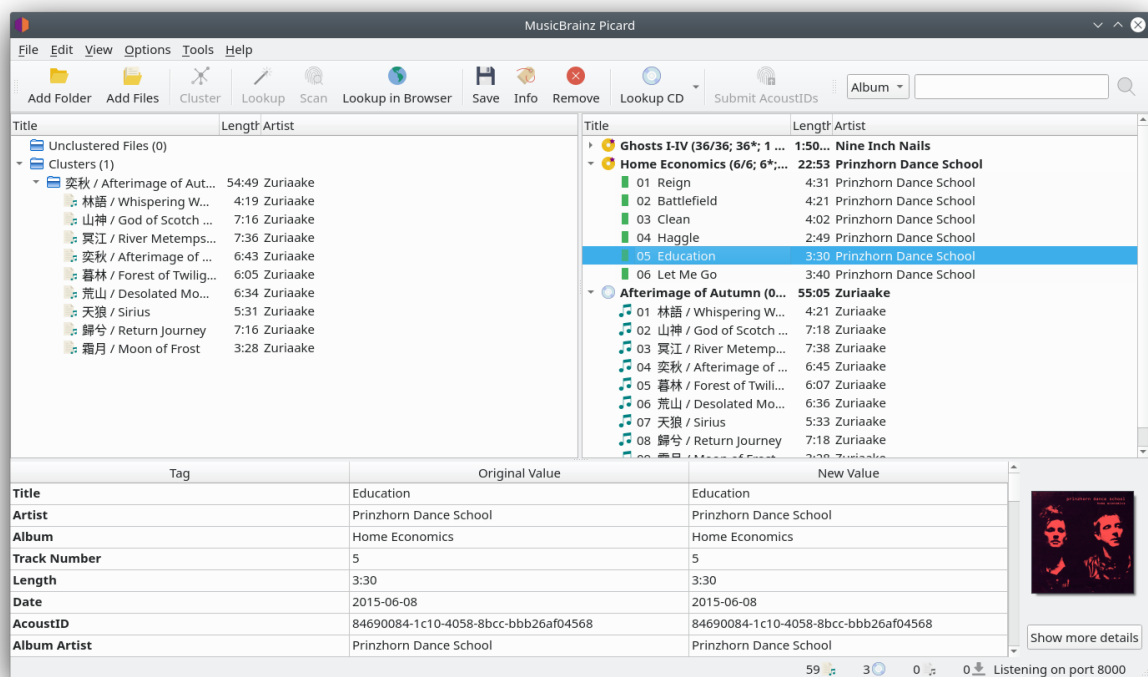 MusicBrainz Picard
File Edit View Options Tools Help
Add Folder Add Files Cluster Lookup Scan Lookup in Browser Save Info Remove Lookup CD Submit AcoustIDs Album
Title Length Artist
Unclustered Files (0)
Clusters (1)
奕秋 / Afterimage of Aut... 54:49 Zuriaake
林語 / Whispering W... 4:19 Zuriaake
山神 / God of Scotch ... 7:16 Zuriaake
冥江 / River Metemps... 7:36 Zuriaake
奕秋 / Afterimage of ... 6:43 Zuriaake
暮林 / Forest of Twilig... 6:05 Zuriaake
荒山 / Desolated Mo... 6:34 Zuriaake
天狼 / Sirius 5:31 Zuriaake
歸兮 / Return Journey 7:16 Zuriaake
霜月 / Moon of Frost 3:28 Zuriaake
Title Length Artist
Ghosts I-IV (36/36; 36*; 1 ... 1:50... Nine Inch Nails
Home Economics (6/6; 6*;... 22:53 Prinzhorn Dance School
01 Reign 4:31 Prinzhorn Dance School
02 Battlefield 4:21 Prinzhorn Dance School
03 Clean 4:02 Prinzhorn Dance School
04 Haggle 2:49 Prinzhorn Dance School
05 Education 3:30 Prinzhorn Dance School
06 Let Me Go 3:40 Prinzhorn Dance School
Afterimage of Autumn (0... 55:05 Zuriaake
01 林語 / Whispering W... 4:21 Zuriaake
02 山神 / God of Scotch ... 7:18 Zuriaake
03 冥江 / River Metemp... 7:38 Zuriaake
04 奕秋 / Afterimage of ... 6:45 Zuriaake
05 暮林 / Forest of Twili... 6:07 Zuriaake
06 荒山 / Desolated Mo... 6:36 Zuriaake
07 天狼 / Sirius 5:33 Zuriaake
08 歸兮 / Return Journey 7:18 Zuriaake
09 霜月 / Moon of Frost 3:28 Zuriaake
Tag Original Value New Value
Title Education Education
Artist Prinzhorn Dance School Prinzhorn Dance School
Album Home Economics Home Economics
Track Number 5 5
Length 3:30 3:30
Date 2015-06-08 2015-06-08
AcoustID 84690084-1c10-4058-8bcc-bbb26af04568 84690084-1c10-4058-8bcc-bbb26af04568
Album Artist Prinzhorn Dance School Prinzhorn Dance School
prinzhorn dance school
home economics
Show more details
59 3 0 0 Listening on port 8000